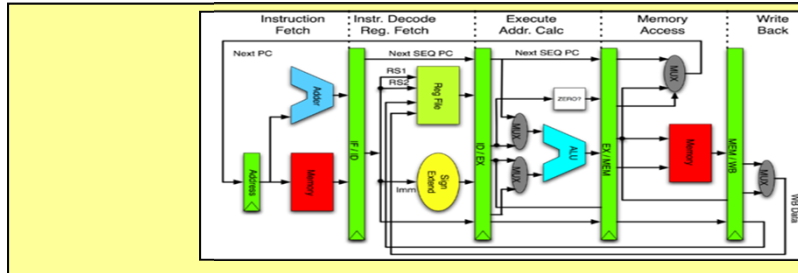 Instruction Fetch
Instr. Decode Reg. Fetch
Execute Addr. Calc
Memory Access
Write Back
Next PC
Next SEQ PC
Next SEQ PC
RS1
RS2
Adder
Reg File
ZERO?
MUX
MUX
MUX
ALU
IF / ID
ID / EX
EX / MEM
MEM / WB
Address
Memory
Sign Extend
Imm
Memory
MUX
WB Data